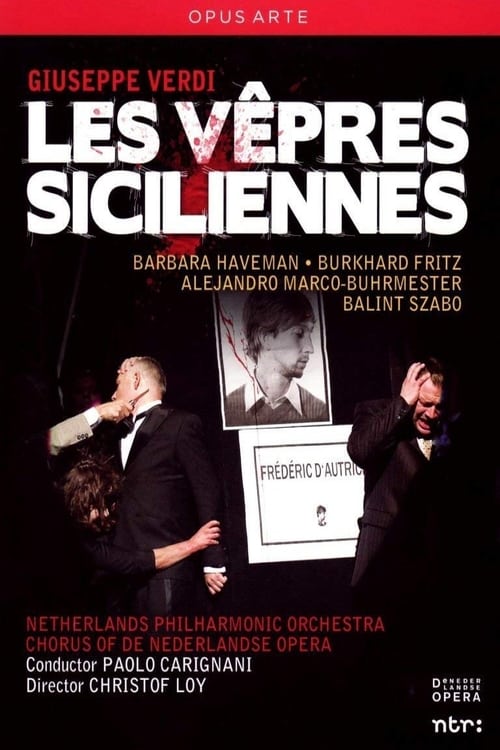 OPUS ARTE
GIUSEPPE VERDI
LES VÊPRES
SICILIENNES
BARBARA HAVEMAN • BURKHARD FRITZ
ALEJANDRO MARCO-BUHRMESTER
BALINT SZABO
FRÉDÉRIC D'AUTRIC
NETHERLANDS PHILHARMONIC ORCHESTRA
CHORUS OF DE NEDERLANDSE OPERA
Conductor PAOLO CARIGNANI
Director CHRISTOF LOY
DE NEDER
LANDSE
OPERA
ntr: